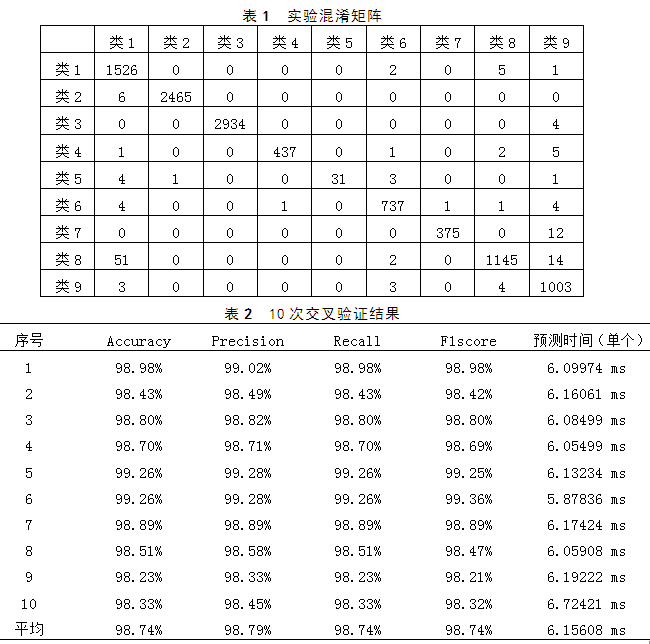 表 1 实验混淆矩阵
类 1 类 2 类 3 类 4 类 5 类 6 类 7 类 8 类 9
类 1 1526 0 0 0 0 2 0 5 1
类 2 6 2465 0 0 0 0 0 0 0
类 3 0 0 2934 0 0 0 0 0 4
类 4 1 0 0 437 0 1 0 2 5
类 5 4 1 0 0 31 3 0 0 1
类 6 4 0 0 1 0 737 1 1 4
类 7 0 0 0 0 0 0 375 0 12
类 8 51 0 0 0 0 2 0 1145 14
类 9 3 0 0 0 0 3 0 4 1003
表 2 10 次交叉验证结果
序号 Accuracy Precision Recall F1score 预测时间（单个）
1 98.98% 99.02% 98.98% 98.98% 6.09974 ms
2 98.43% 98.49% 98.43% 98.42% 6.16061 ms
3 98.80% 98.82% 98.80% 98.80% 6.08499 ms
4 98.70% 98.71% 98.70% 98.69% 6.05499 ms
5 99.26% 99.28% 99.26% 99.25% 6.13234 ms
6 99.26% 99.28% 99.26% 99.36% 5.87836 ms
7 98.89% 98.89% 98.89% 98.89% 6.17424 ms
8 98.51% 98.58% 98.51% 98.47% 6.05908 ms
9 98.23% 98.33% 98.23% 98.21% 6.19222 ms
10 98.33% 98.45% 98.33% 98.32% 6.72421 ms
平均 98.74% 98.79% 98.74% 98.74% 6.15608 ms